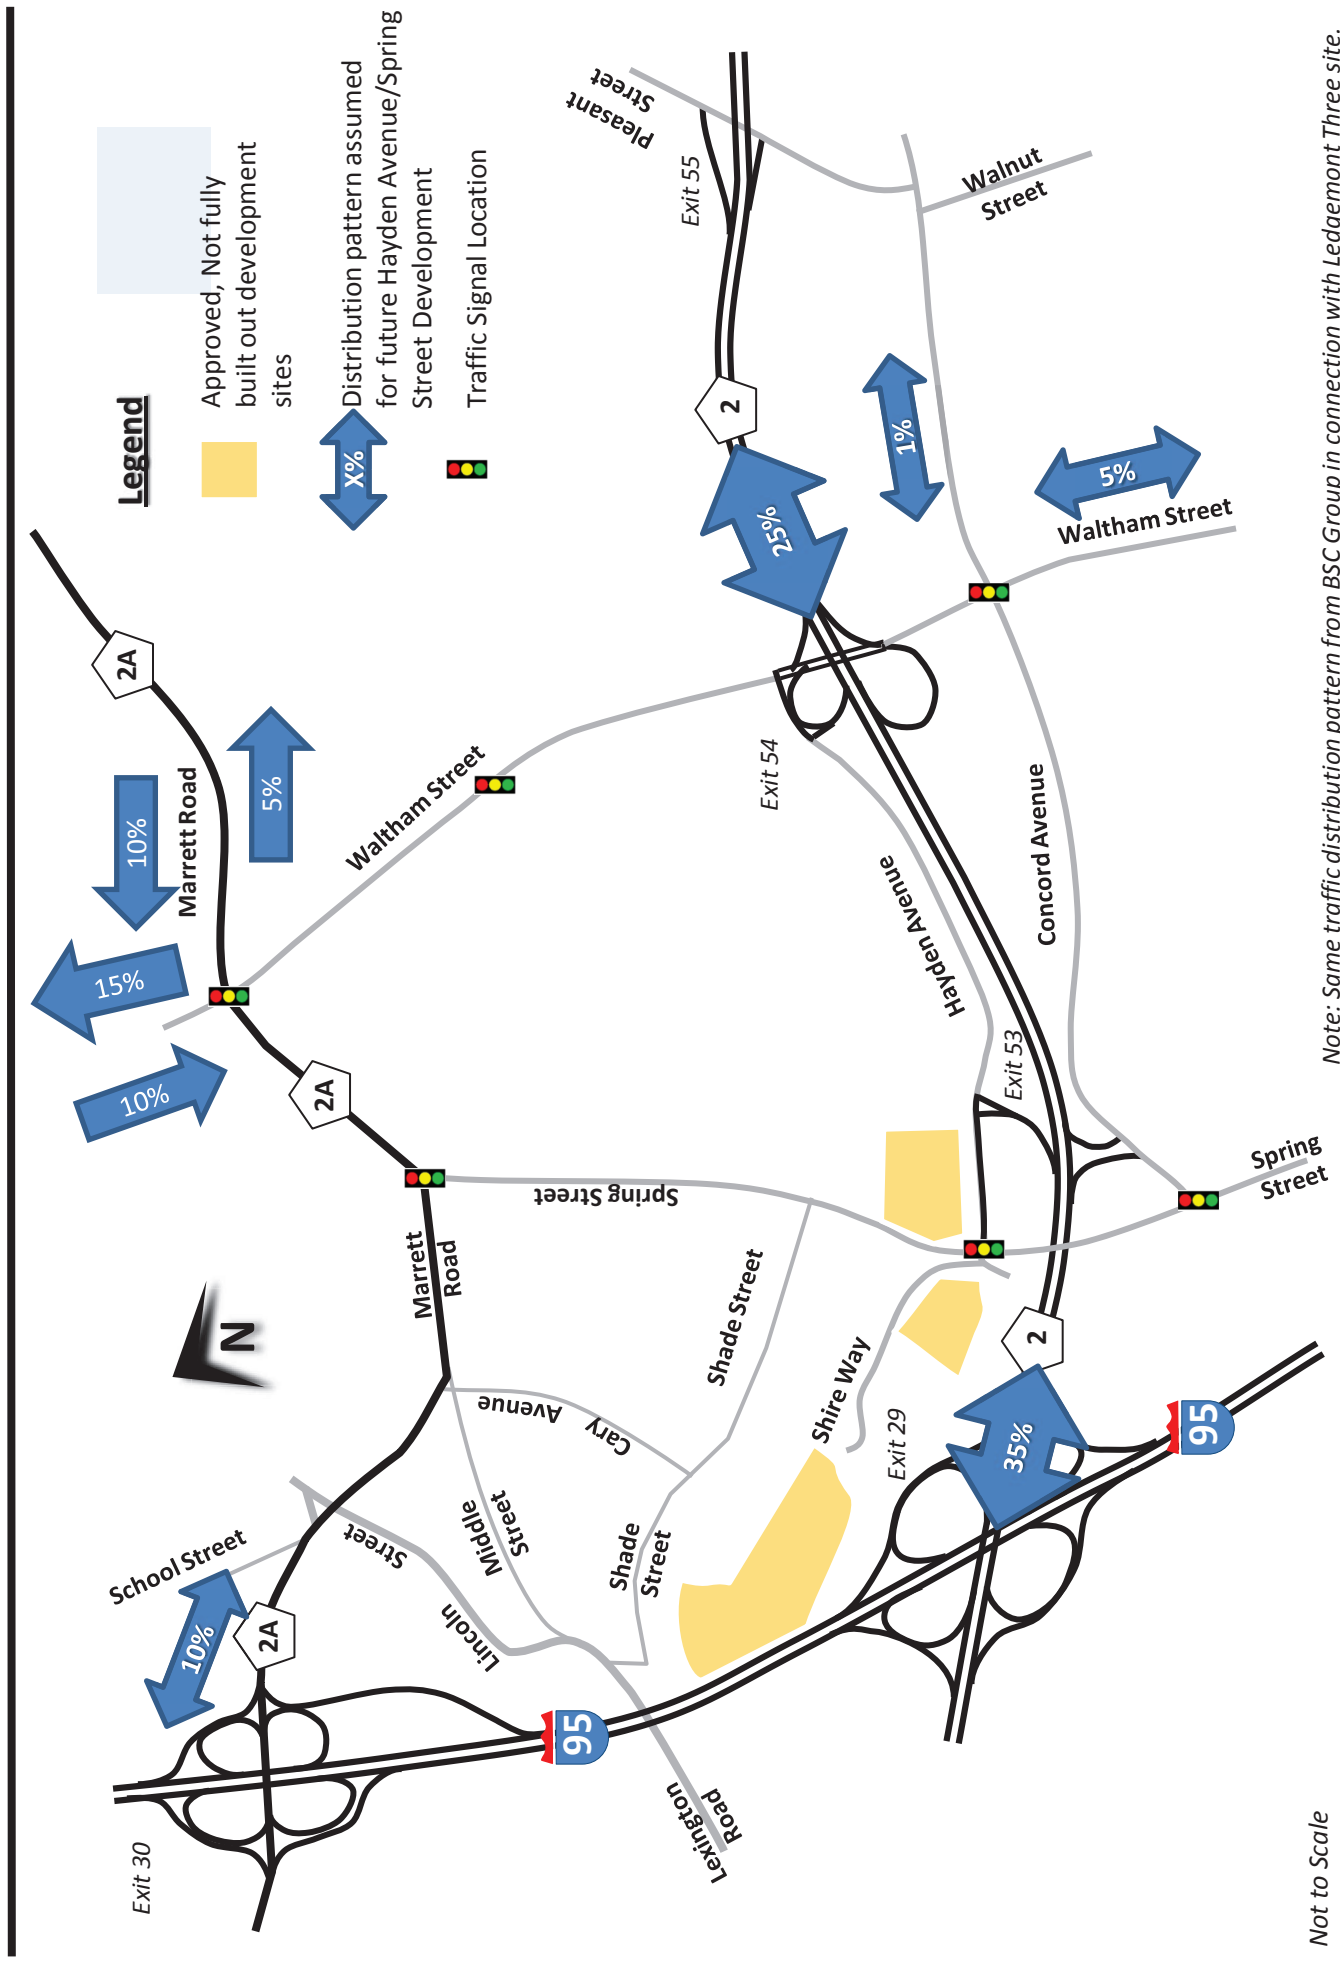 Legend
Approved, Not fully
built out development
sites
X%
Distribution pattern assumed
for future Hayden Avenue/Spring
Street Development
Traffic Signal Location
Exit 30
10%
2A
School Street
N
Marrett
Road
2A
10%
15%
10%
Marrett Road
5%
2A
95
Lincoln
Street
Middle
Street
Cary
Avenue
Spring Street
Waltham Street
Lexington
Road
Shade
Street
Shade Street
Shire Way
Exit 29
35%
2
95
Exit 53
Hayden Avenue
Exit 54
25%
2
Exit 55
Pleasant
Street
Concord Avenue
1%
Walnut
Street
5%
Waltham Street
Spring
Street
Not to Scale
Note: Same traffic distribution pattern from BSC Group in connection with Ledgemont Three site.